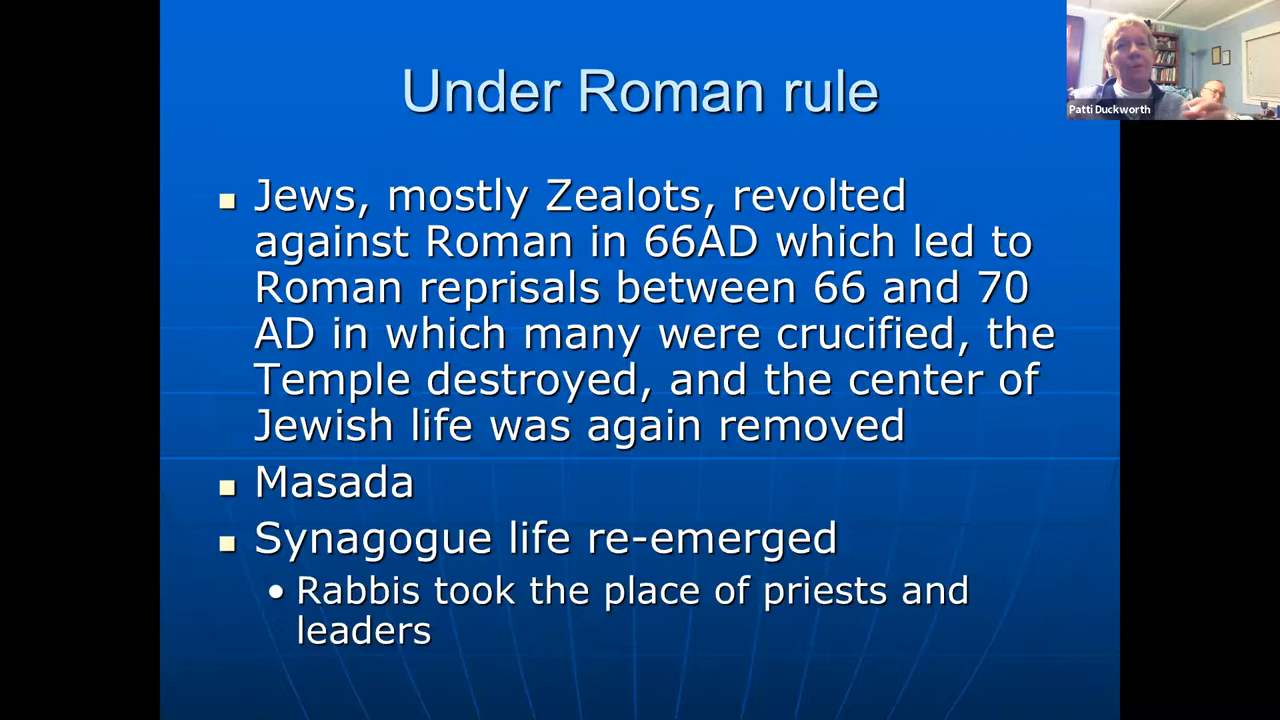 Under Roman rule
Patti Duckworth
Jews, mostly Zealots, revolted
against Roman in 66AD which led to
Roman reprisals between 66 and 70
AD in which many were crucified, the
Temple destroyed, and the center of
Jewish life was again removed
Masada
Synagogue life re-emerged
• Rabbis took the place of priests and
leaders